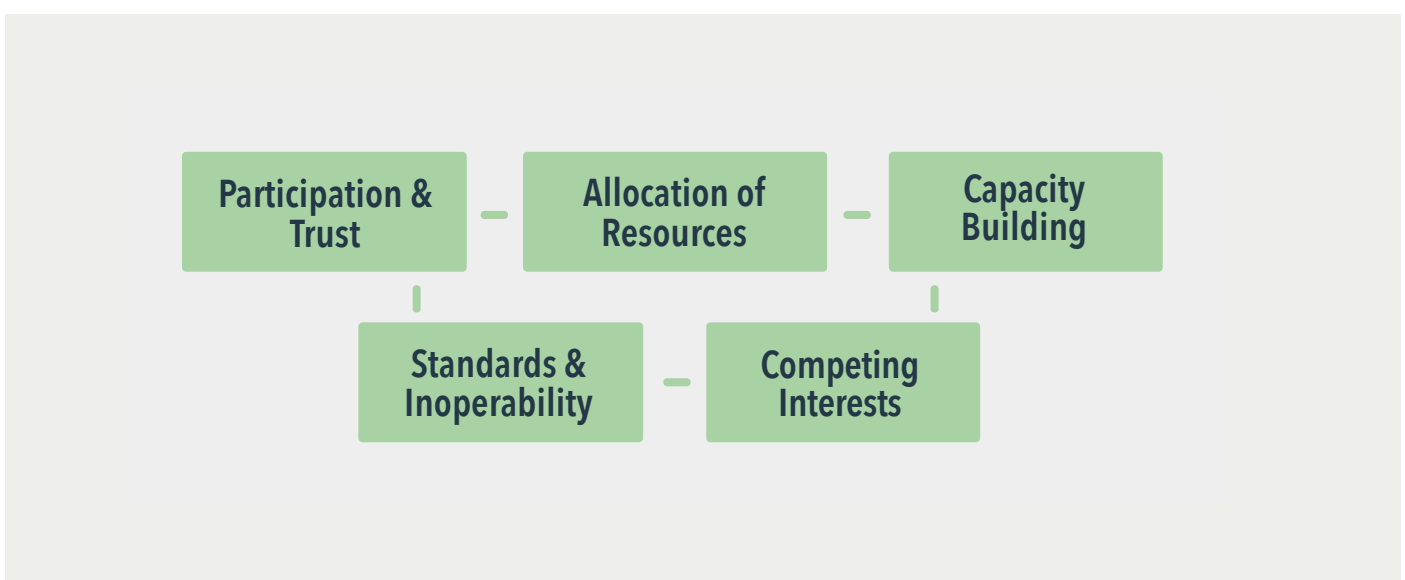 Participation &
Trust
Allocation of
Resources
Capacity
Building
Standards &
Inoperability
Competing
Interests